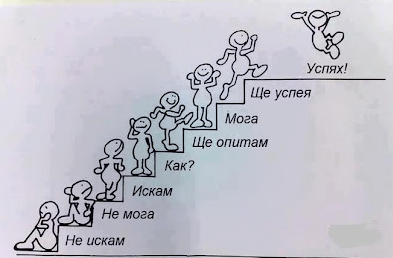 Успях!
Ще успея
Мога
Ще опитам
Как?
Искам
Не мога
Не искам